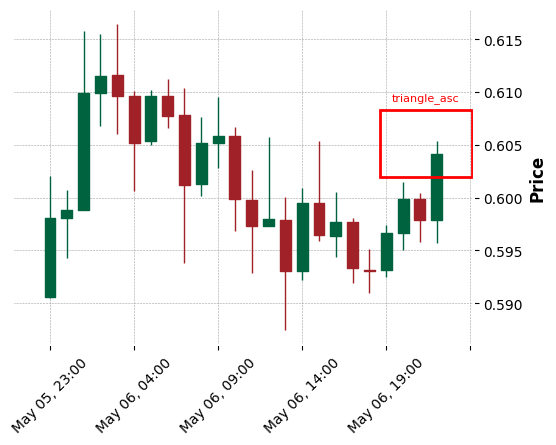 triangle_asc
0.615
0.610
0.605
0.600
0.595
0.590
Price
May 05, 23:00
May 06, 04:00
May 06, 09:00
May 06, 14:00
May 06, 19:00